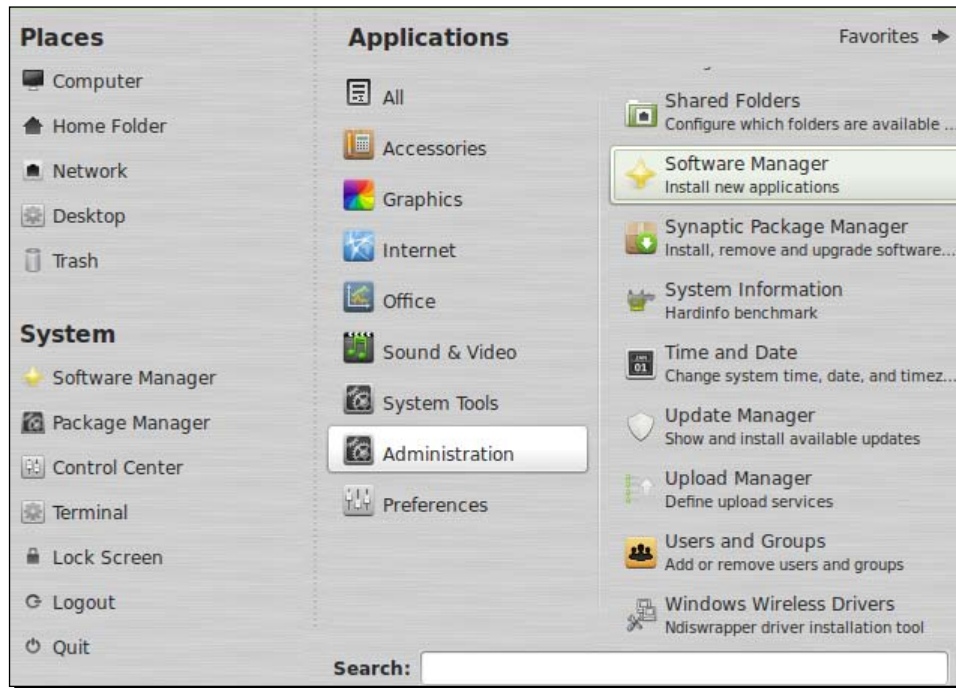 Places
Computer
Home Folder
Network
Desktop
Trash
System
Software Manager
Package Manager
Control Center
Terminal
Lock Screen
Logout
Quit
Applications
All
Accessories
Graphics
Internet
Office
Sound & Video
System Tools
Administration
Preferences
Favorites
Shared Folders
Configure which folders are available ...
Software Manager
Install new applications
Synaptic Package Manager
Install, remove and upgrade software...
System Information
Hardinfo benchmark
Time and Date
Change system time, date, and timez...
Update Manager
Show and install available updates
Upload Manager
Define upload services
Users and Groups
Add or remove users and groups
Windows Wireless Drivers
Ndiswrapper driver installation tool
Search: